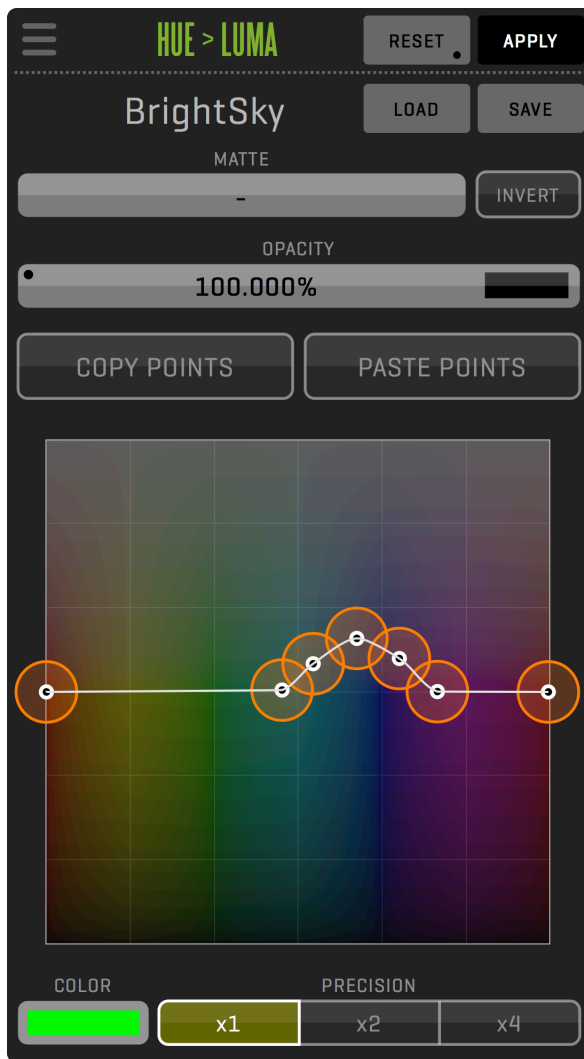 HUE > LUMA
RESET
APPLY
BrightSky
LOAD
SAVE
MATTE
-
INVERT
OPACITY
100.000%
COPY POINTS
PASTE POINTS
COLOR
PRECISION
x1
x2
x4